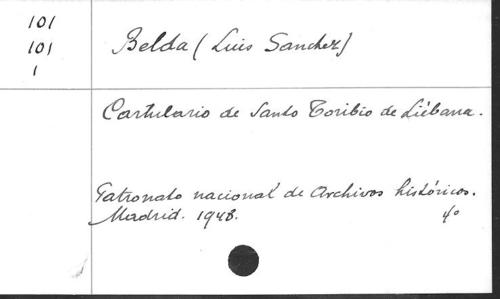 101
101
1
Belda (Luis Sanchez)
Cartulario de Santo Toribio de Liébana.
Patronato nacional de Archivos históricos.
Madrid. 1948. 4º